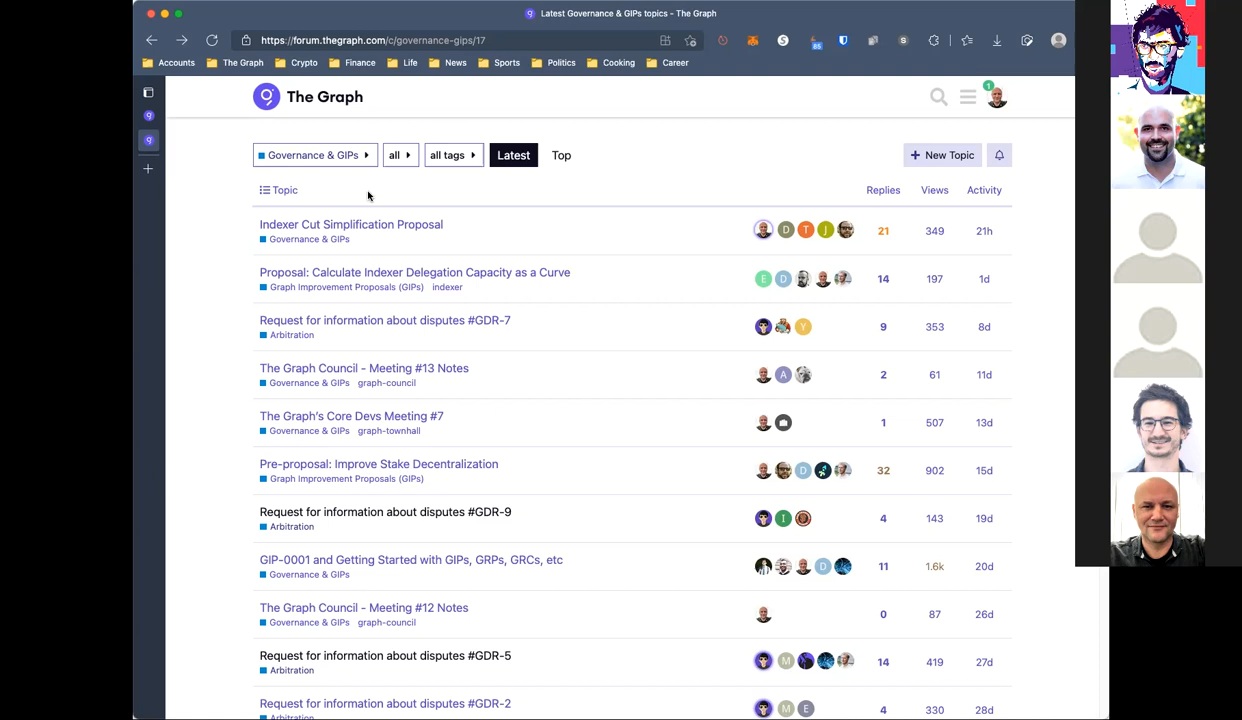 Latest Governance & GIPs topics - The Graph
https://forum.thegraph.com/c/governance-gips/17
85
S
S
Accounts The Graph Crypto Finance Life News Sports Politics Cooking Career
The Graph
1
Governance & GIPs all all tags Latest Top + New Topic
Topic Replies Views Activity
Indexer Cut Simplification Proposal D T J 21 349 21h
Governance & GIPs
Proposal: Calculate Indexer Delegation Capacity as a Curve E D 14 197 1d
Graph Improvement Proposals (GIPs) indexer
Request for information about disputes #GDR-7 Y 9 353 8d
Arbitration
The Graph Council - Meeting #13 Notes A 2 61 11d
Governance & GIPs graph-council
The Graph's Core Devs Meeting #7 1 507 13d
Governance & GIPs graph-townhall
Pre-proposal: Improve Stake Decentralization D 32 902 15d
Graph Improvement Proposals (GIPs)
Request for information about disputes #GDR-9 I 4 143 19d
Arbitration
GIP-0001 and Getting Started with GIPs, GRPs, GRCs, etc D 11 1.6k 20d
Governance & GIPs
The Graph Council - Meeting #12 Notes 0 87 26d
Governance & GIPs graph-council
Request for information about disputes #GDR-5 M 14 419 27d
Arbitration
Request for information about disputes #GDR-2 M E 4 330 28d
Arbitration